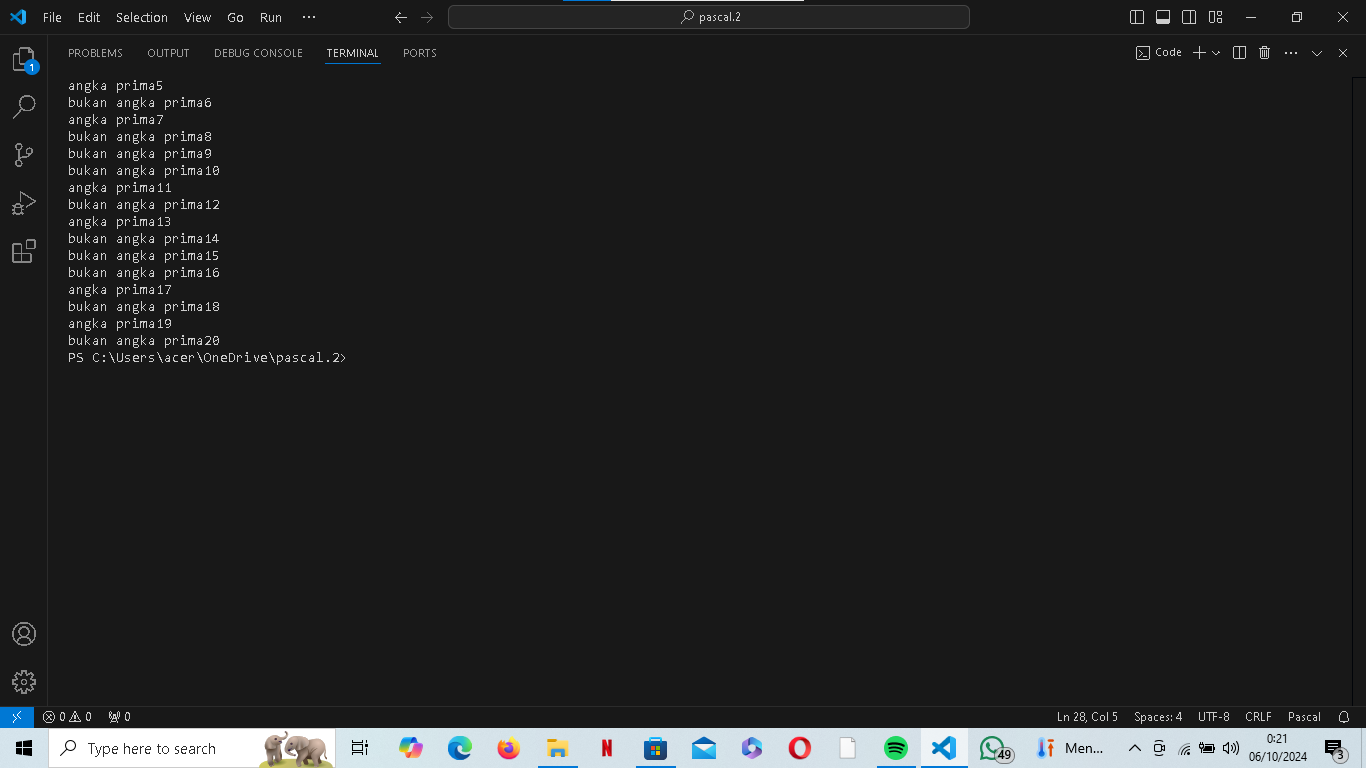 File Edit Selection View Go Run ··· pascal.2
PROBLEMS OUTPUT DEBUG CONSOLE TERMINAL PORTS Code
1
angka prima5
bukan angka prima6
angka prima7
bukan angka prima8
bukan angka prima9
bukan angka prima10
angka prima11
bukan angka prima12
angka prima13
bukan angka prima14
bukan angka prima15
bukan angka prima16
angka prima17
bukan angka prima18
angka prima19
bukan angka prima20
PS C:\Users\acer\OneDrive\pascal.2>
0 0 0 Ln 28, Col 5 Spaces: 4 UTF-8 CRLF Pascal
Type here to search N 49 Men... 0:21
06/10/2024 3